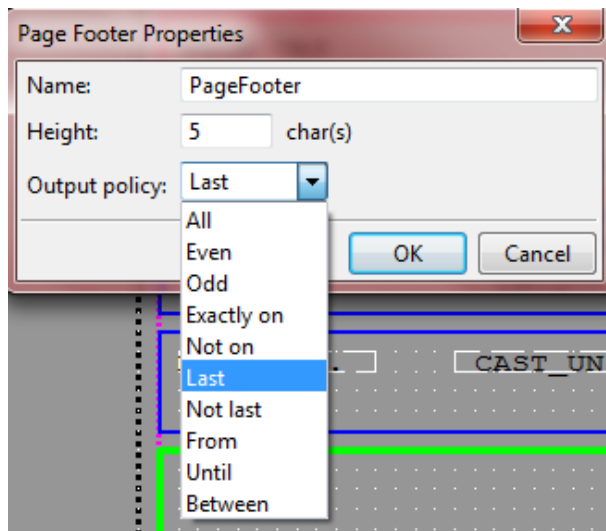 Page Footer Properties
Name: PageFooter
Height: 5 char(s)
Output policy: Last
All
Even
Odd
Exactly on
Not on
Last
Not last
From
Until
Between
OK Cancel
CAST_UN